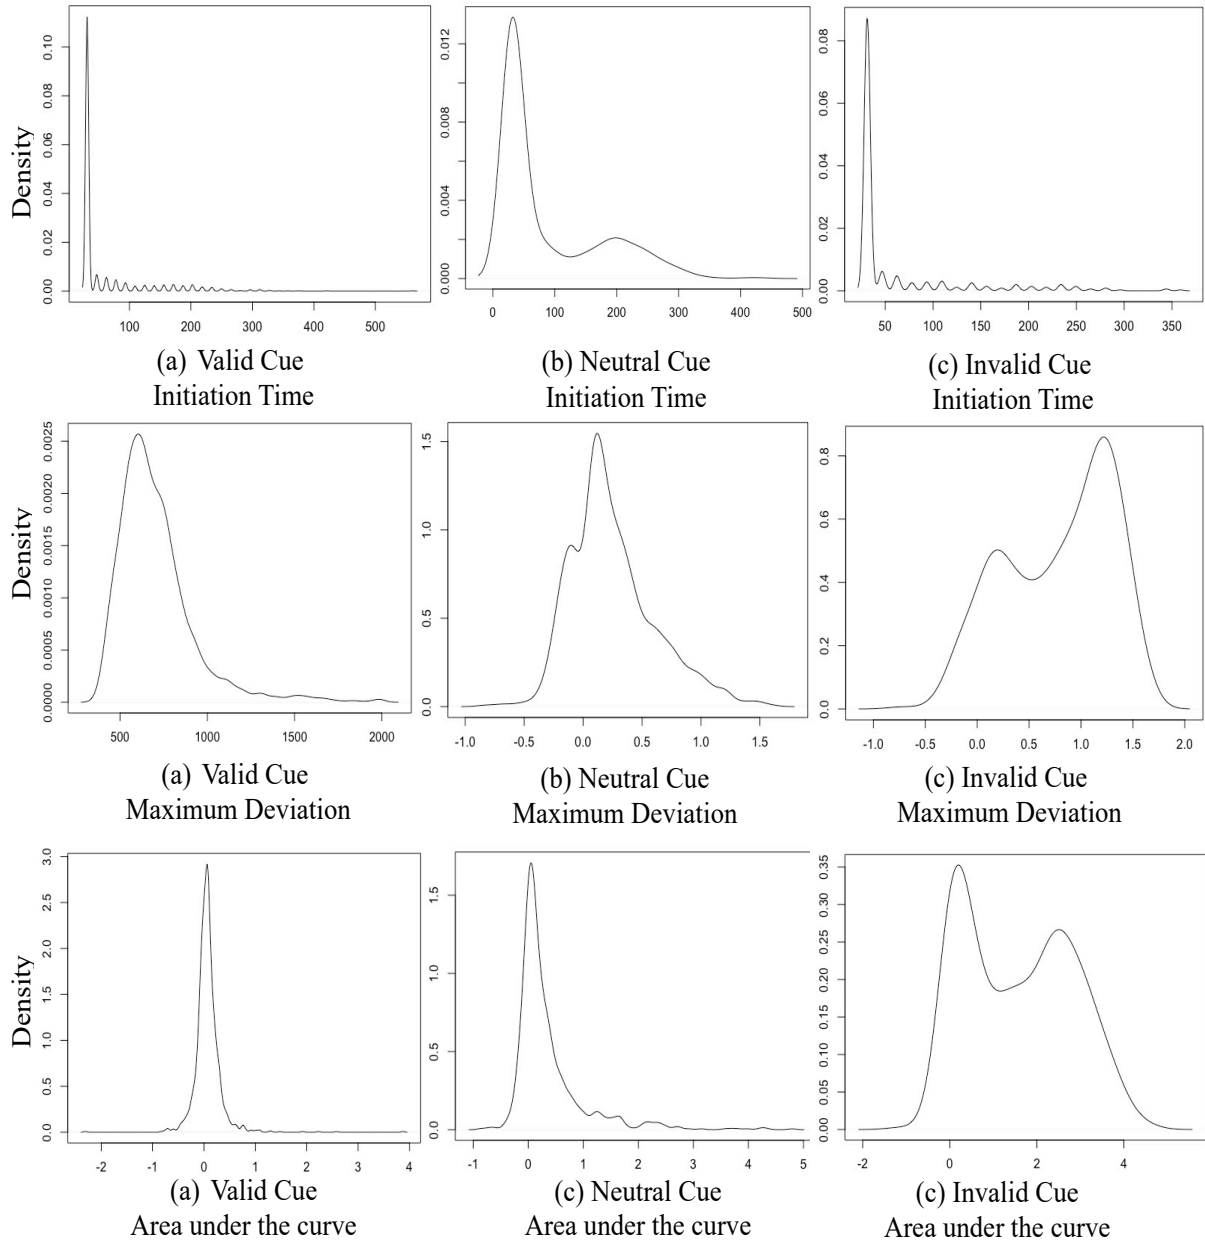 Density
0.00 0.02 0.04 0.06 0.08 0.10
100 200 300 400 500
(a) Valid Cue
Initiation Time
0.000 0.004 0.008 0.012
0 100 200 300 400 500
(b) Neutral Cue
Initiation Time
0.00 0.02 0.04 0.06 0.08
50 100 150 200 250 300 350
(c) Invalid Cue
Initiation Time
Density
0.0000 0.0005 0.0010 0.0015 0.0020 0.0025
500 1000 1500 2000
(a) Valid Cue
Maximum Deviation
0.0 0.5 1.0 1.5
-1.0 -0.5 0.0 0.5 1.0 1.5
(b) Neutral Cue
Maximum Deviation
0.0 0.2 0.4 0.6 0.8
-1.0 -0.5 0.0 0.5 1.0 1.5 2.0
(c) Invalid Cue
Maximum Deviation
Density
0.0 0.5 1.0 1.5 2.0 2.5 3.0
-2 -1 0 1 2 3 4
(a) Valid Cue
Area under the curve
0.0 0.5 1.0 1.5
-1 0 1 2 3 4 5
(c) Neutral Cue
Area under the curve
0.00 0.05 0.10 0.15 0.20 0.25 0.30 0.35
-2 0 2 4
(c) Invalid Cue
Area under the curve